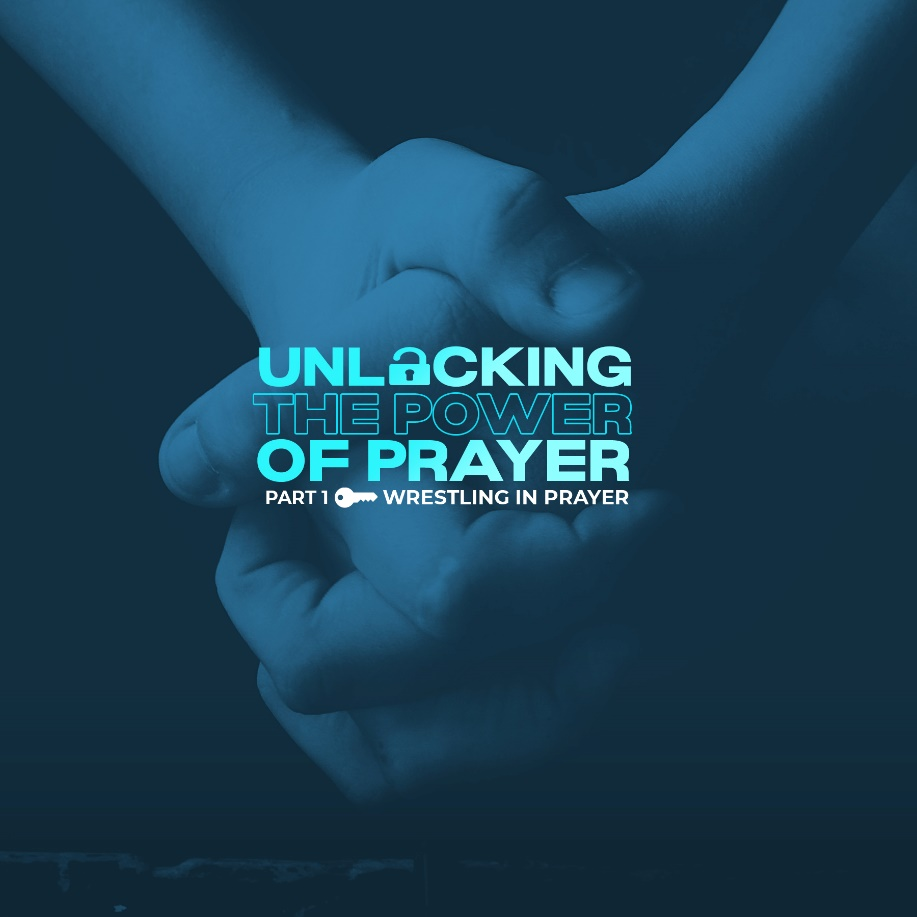 UNLOCKING
THE POWER
OF PRAYER
PART 1 WRESTLING IN PRAYER